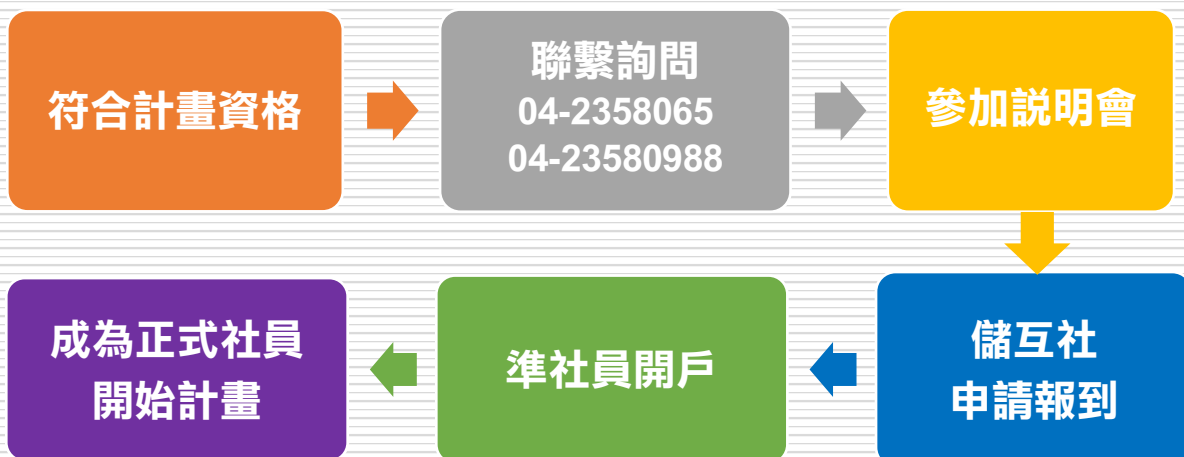 符合計畫資格
聯繫詢問
04-2358065
04-23580988
參加説明會
儲互社
申請報到
準社員開戶
成為正式社員
開始計畫